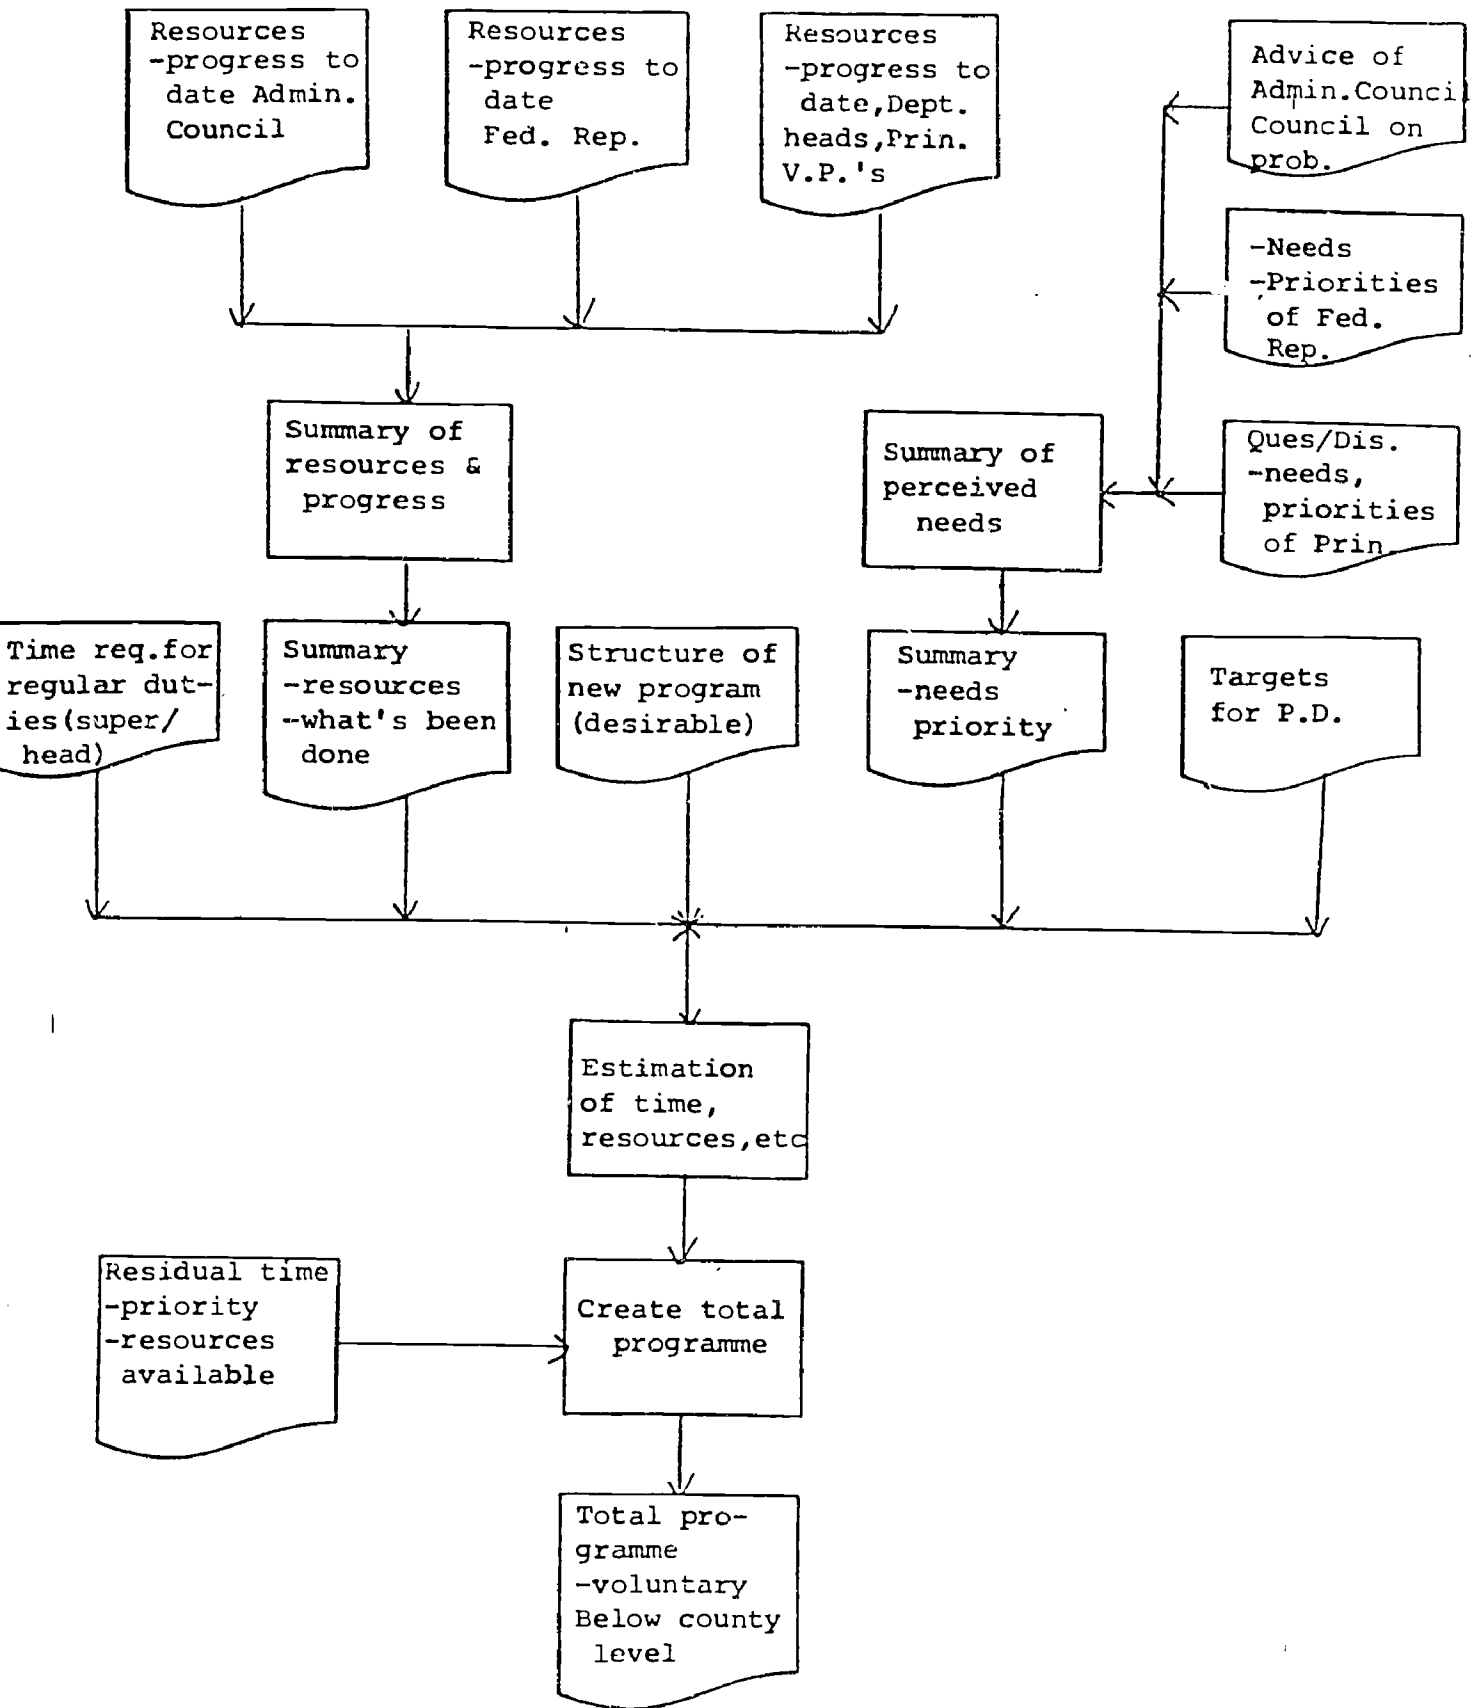 Resources
-progress to
date Admin.
Council
Resources
-progress to
date
Fed. Rep.
Resources
-progress to
date,Dept.
heads,Prin.
V.P.'s
Advice of
Admin.Council
Council on
prob.
-Needs
-Priorities
of Fed.
Rep.
Summary of
resources &
progress
Summary of
perceived
needs
Ques/Dis.
-needs,
priorities
of Prin.
Time req.for
regular dut-
ies(super/
head)
Summary
-resources
-what's been
done
Structure of
new program
(desirable)
Summary
-needs
priority
Targets
for P.D.
Estimation
of time,
resources,etc
Residual time
-priority
-resources
available
Create total
programme
Total pro-
gramme
-voluntary
Below county
level